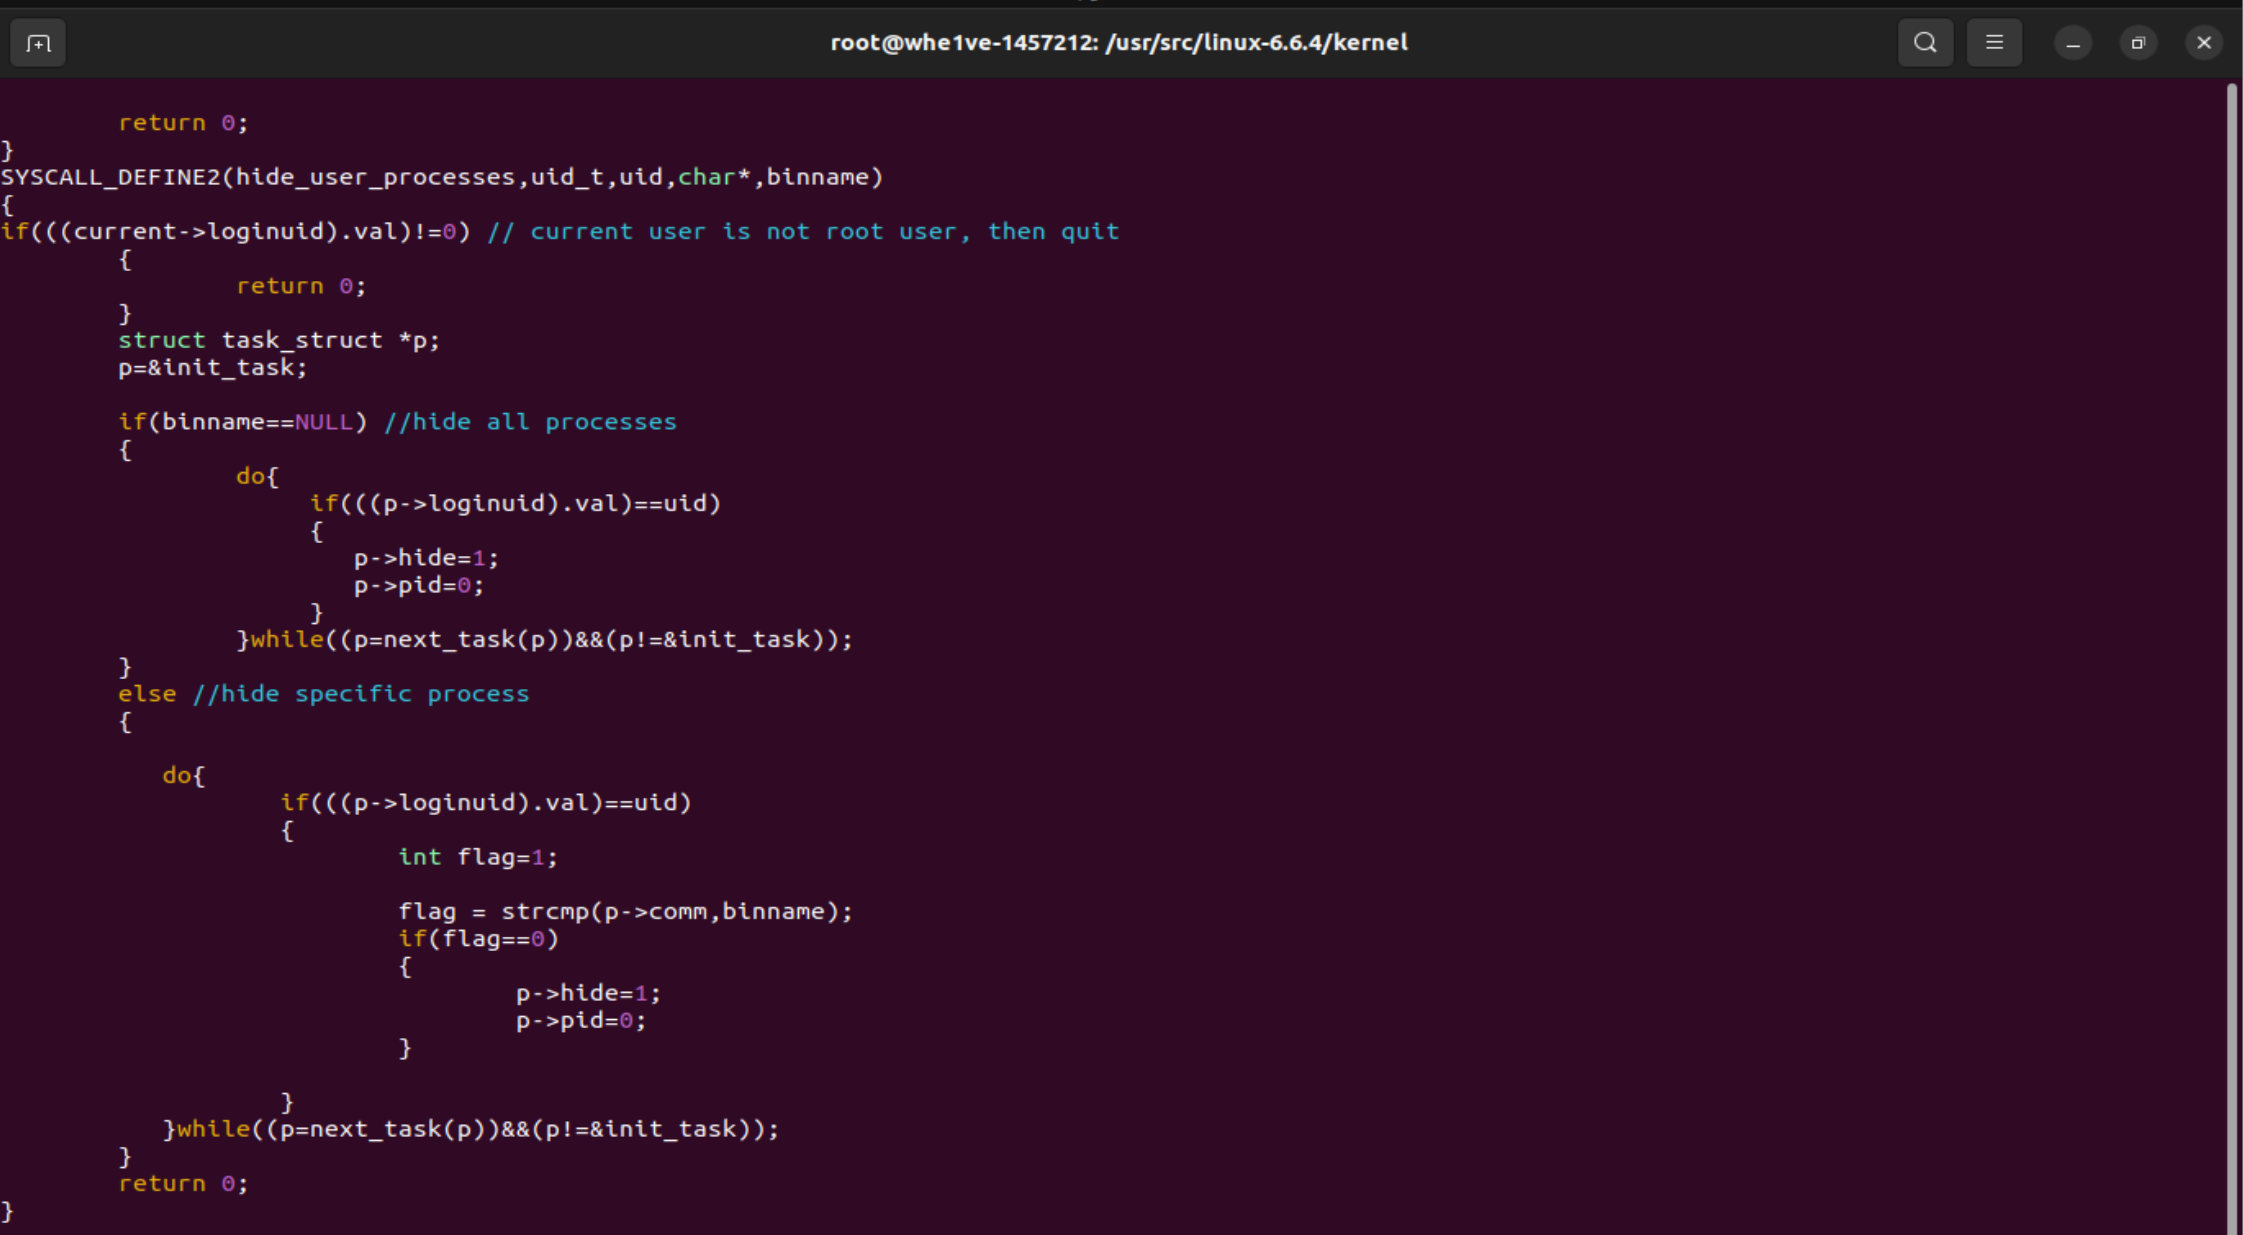 root@whe1ve-1457212: /usr/src/linux-6.6.4/kernel
        return 0;
}
SYSCALL_DEFINE2(hide_user_processes,uid_t,uid,char*,binname)
{
if(((current->loginuid).val)!=0) // current user is not root user, then quit
        {
                return 0;
        }
        struct task_struct *p;
        p=&init_task;

        if(binname==NULL) //hide all processes
        {
                do{
                     if(((p->loginuid).val)==uid)
                     {
                        p->hide=1;
                        p->pid=0;
                     }
                }while((p=next_task(p))&&(p!=&init_task));
        }
        else //hide specific process
        {

           do{
                   if(((p->loginuid).val)==uid)
                   {
                           int flag=1;

                           flag = strcmp(p->comm,binname);
                           if(flag==0)
                           {
                                   p->hide=1;
                                   p->pid=0;
                           }

                   }
           }while((p=next_task(p))&&(p!=&init_task));
        }
        return 0;
}